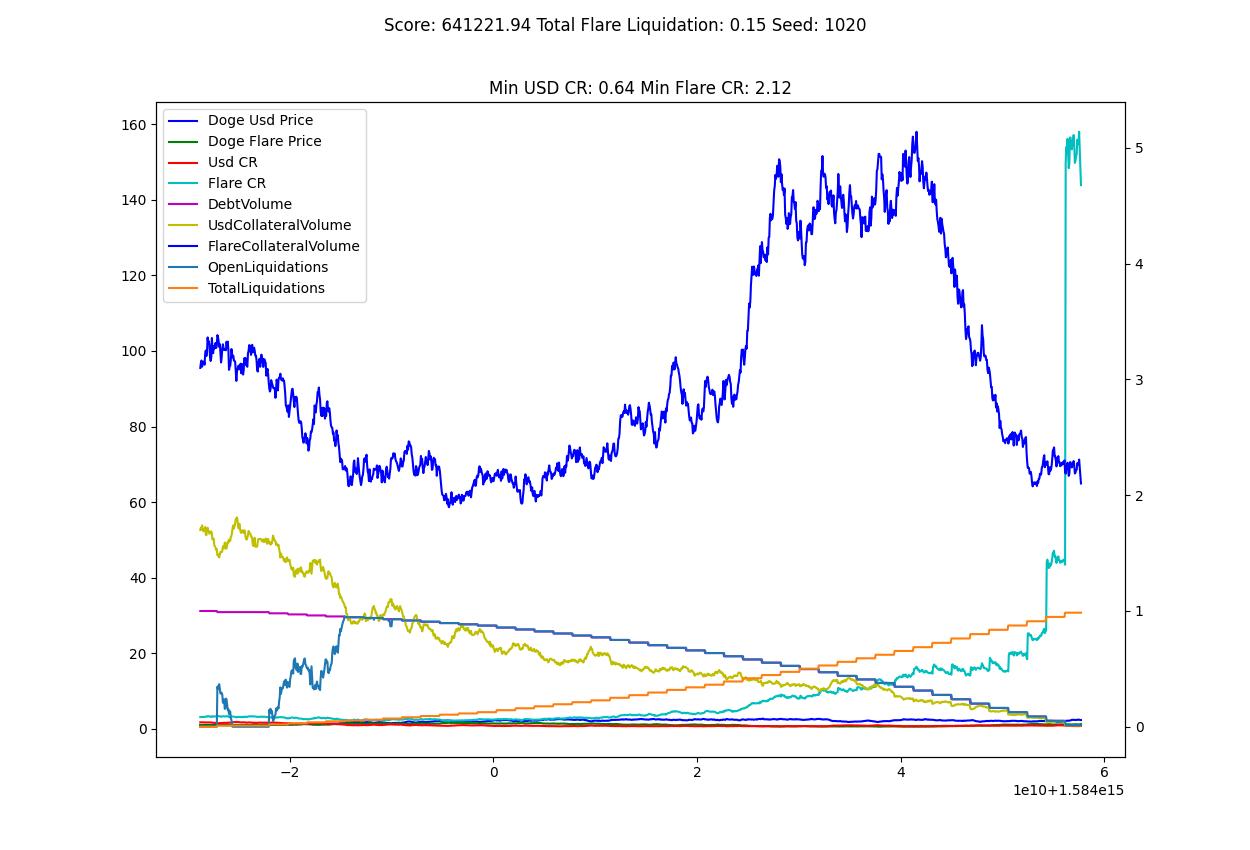 Score: 641221.94 Total Flare Liquidation: 0.15 Seed: 1020
Min USD CR: 0.64 Min Flare CR: 2.12
Doge Usd Price
Doge Flare Price
Usd CR
Flare CR
DebtVolume
UsdCollateralVolume
FlareCollateralVolume
OpenLiquidations
TotalLiquidations
160
140
120
100
80
60
40
20
0
5
4
3
2
1
0
−2
0
2
4
6
1e10+1.584e15